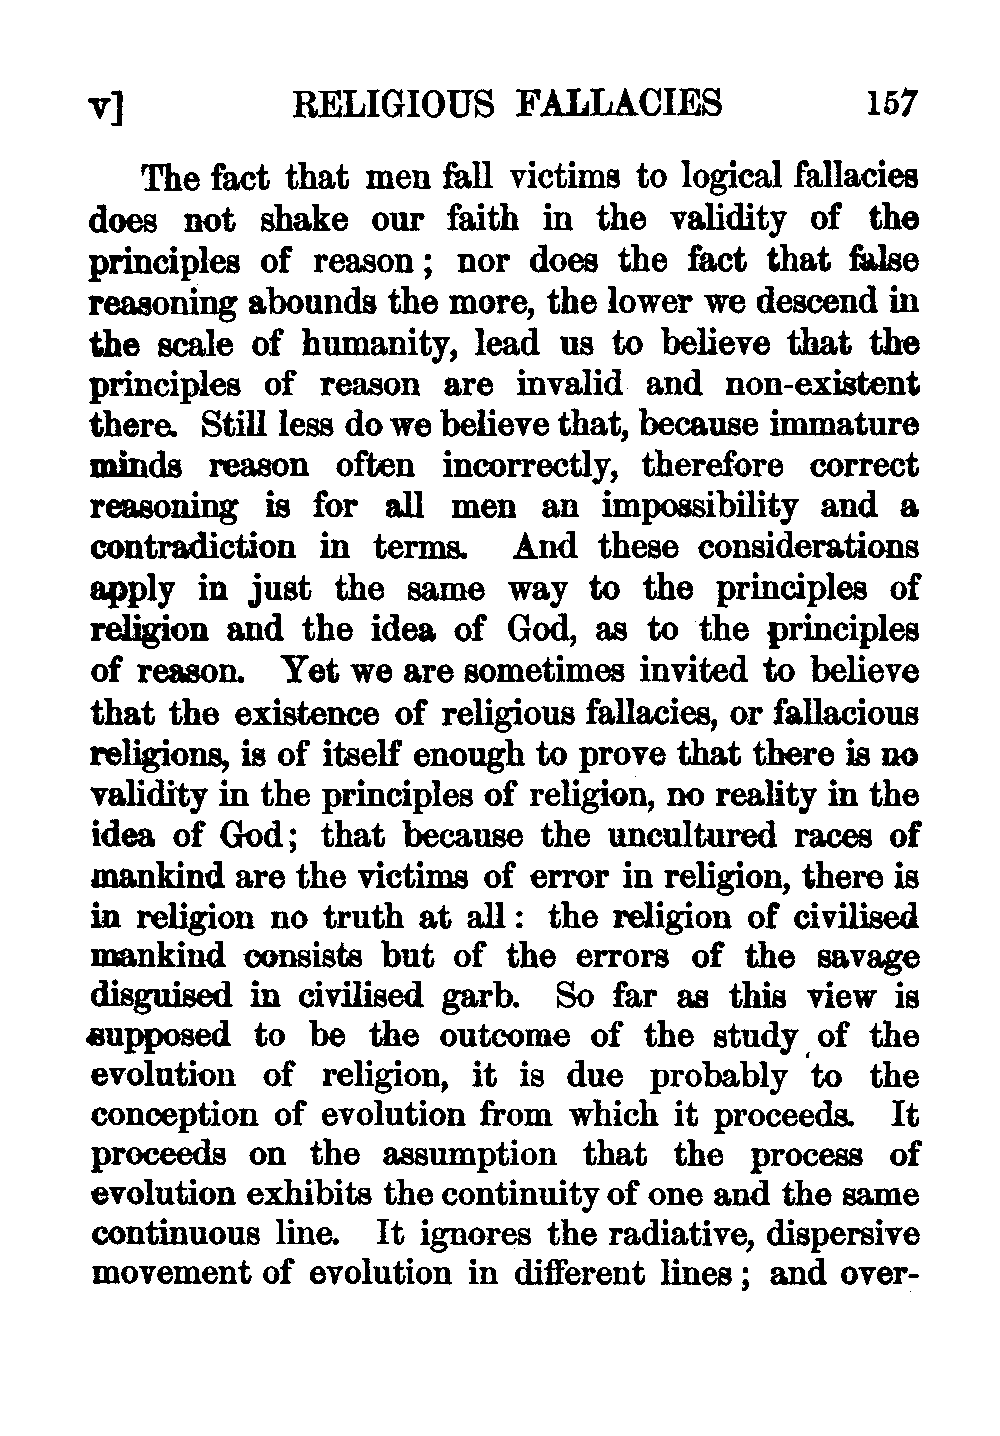 v] RELIGIOUS FALLACIES 157
The fact that men fall victims to logical fallacies
does not shake our faith in the validity of the
principles of reason; nor does the fact that false
reasoning abounds the more, the lower we descend in
the scale of humanity, lead us to believe that the
principles of reason are invalid and non-existent
there. Still less do we believe that, because immature
minds reason often incorrectly, therefore correct
reasoning is for all men an impossibility and a
contradiction in terms. And these considerations
apply in just the same way to the principles of
religion and the idea of God, as to the principles
of reason. Yet we are sometimes invited to believe
that the existence of religious fallacies, or fallacious
religions, is of itself enough to prove that there is no
validity in the principles of religion, no reality in the
idea of God; that because the uncultured races of
mankind are the victims of error in religion, there is
in religion no truth at all: the religion of civilised
mankind consists but of the errors of the savage
disguised in civilised garb. So far as this view is
supposed to be the outcome of the study of the
evolution of religion, it is due probably to the
conception of evolution from which it proceeds. It
proceeds on the assumption that the process of
evolution exhibits the continuity of one and the same
continuous line. It ignores the radiative, dispersive
movement of evolution in different lines; and over-